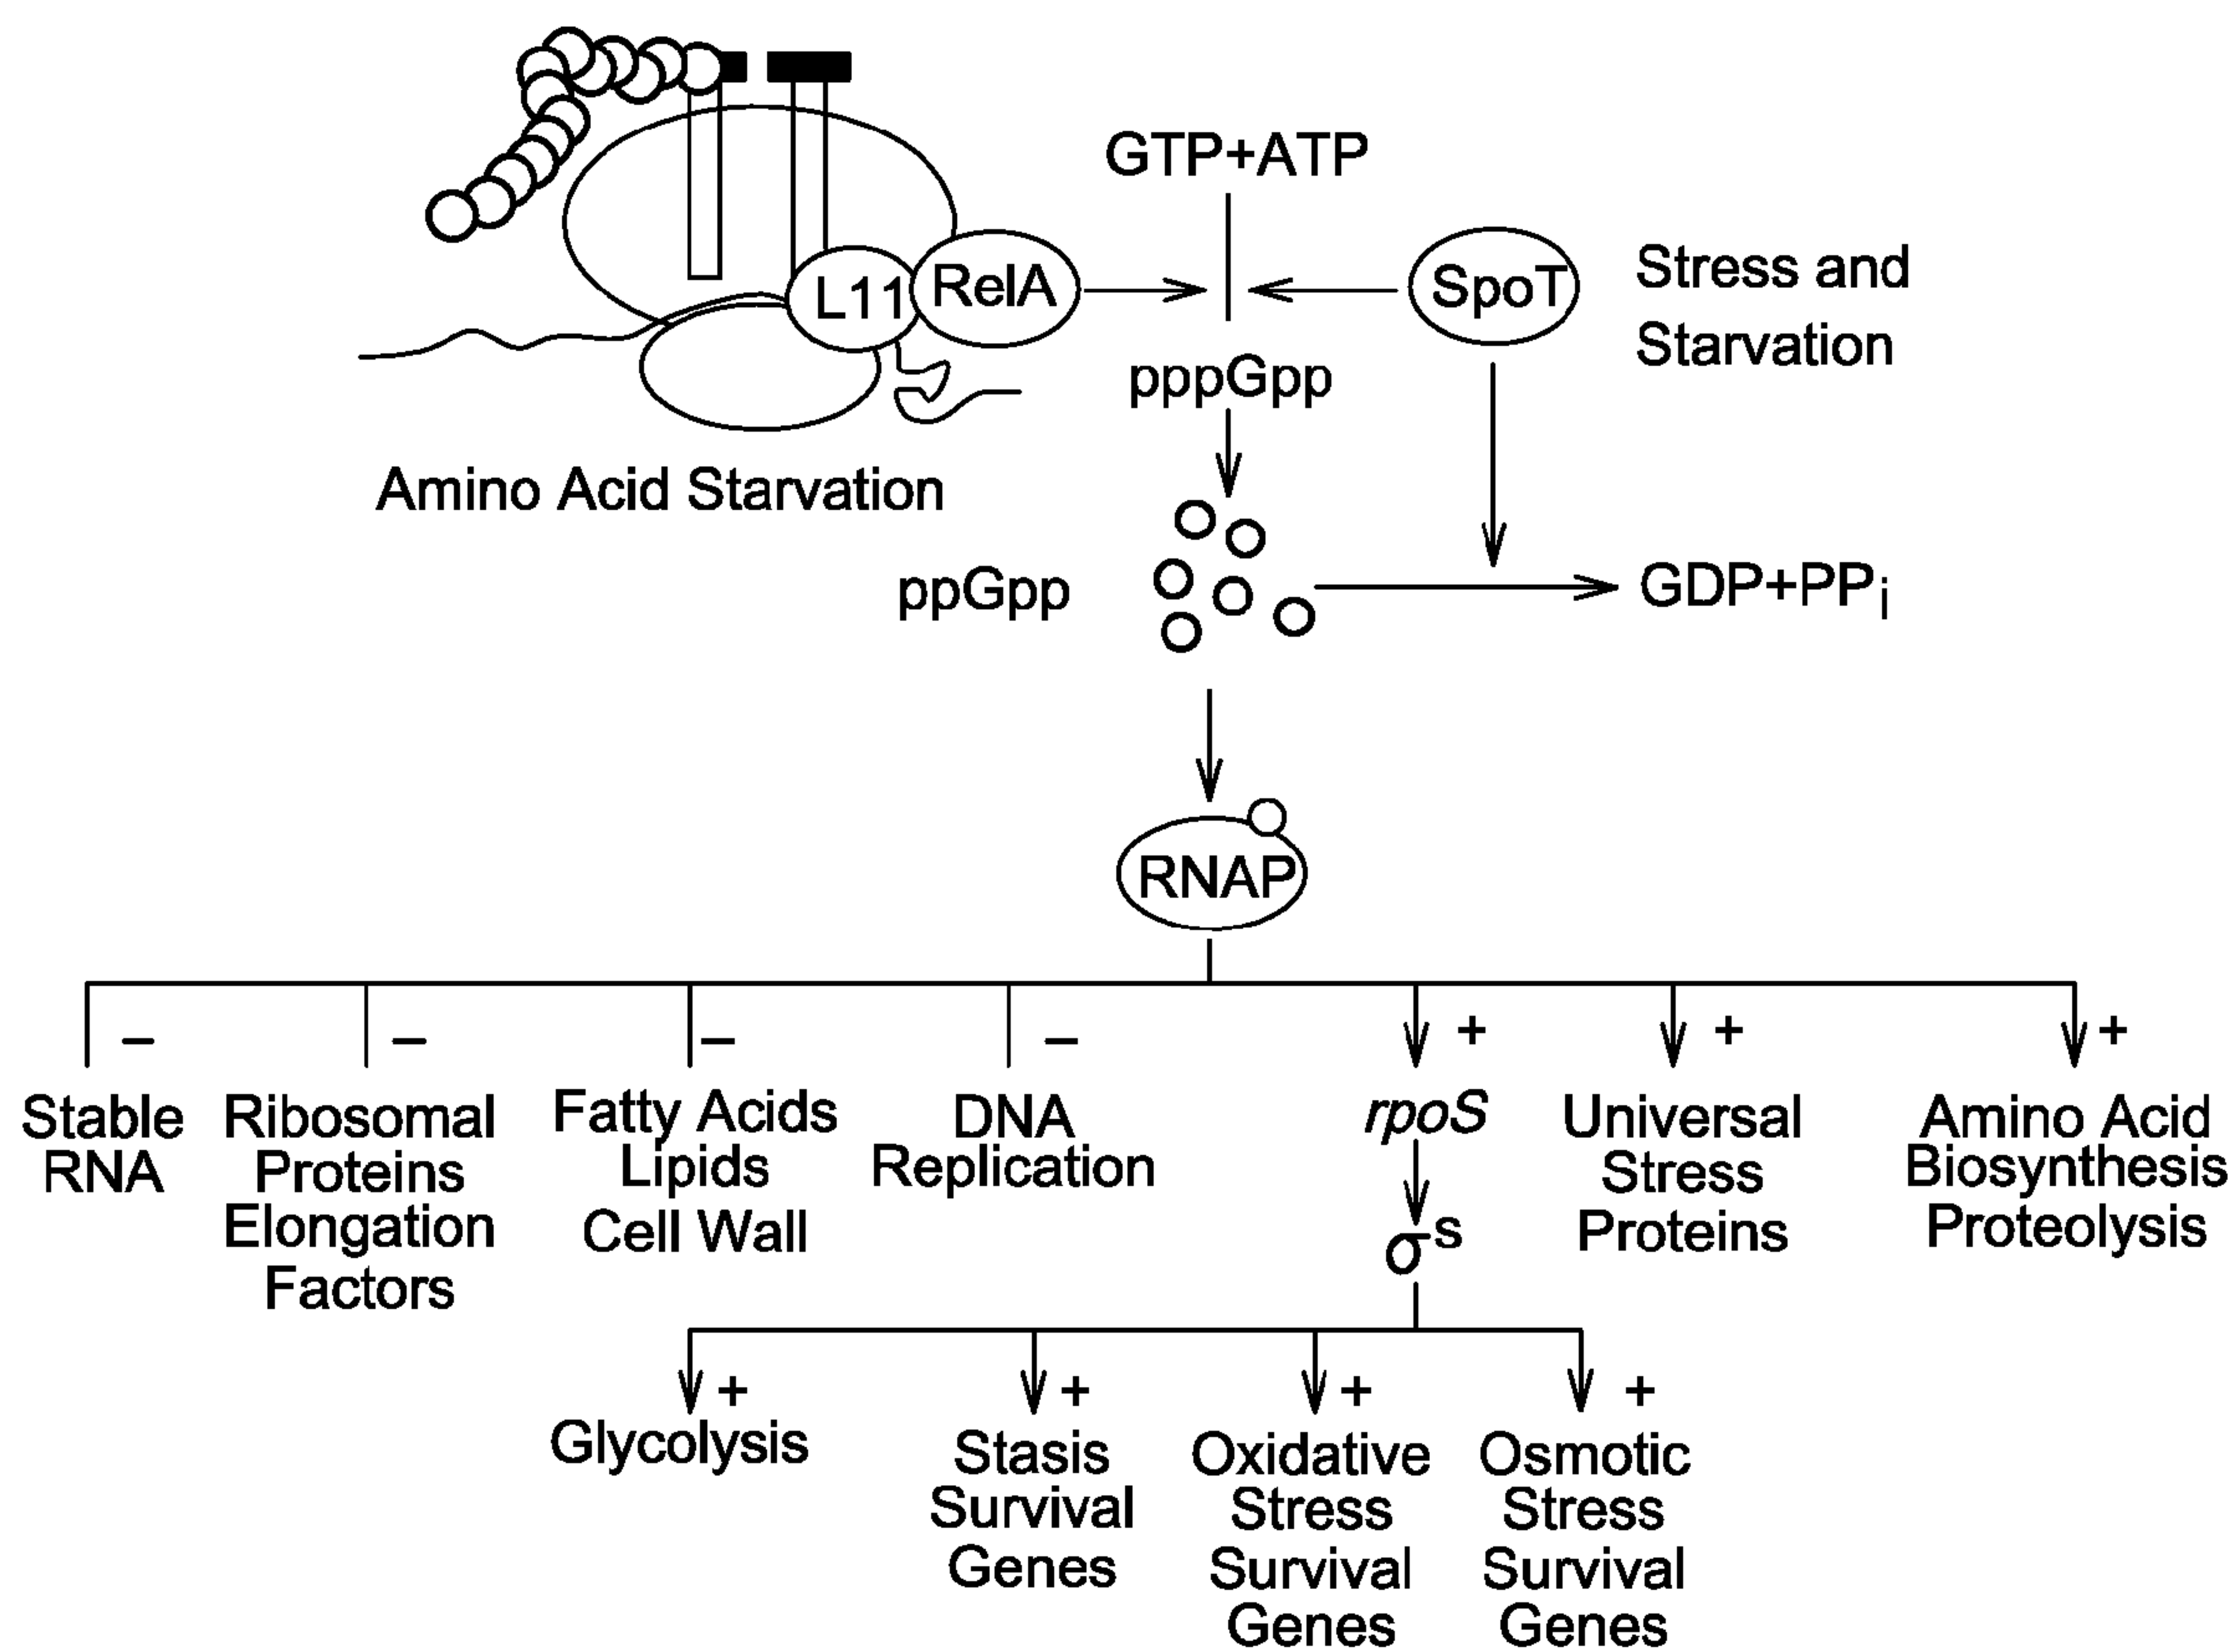 GTP+ATP
L11
RelA
SpoT
Stress and
Starvation
pppGpp
Amino Acid Starvation
ppGpp
GDP+PPi
RNAP
–
–
–
–
+
+
+
Stable
RNA
Ribosomal
Proteins
Elongation
Factors
Fatty Acids
Lipids
Cell Wall
DNA
Replication
rpoS
σs
Universal
Stress
Proteins
Amino Acid
Biosynthesis
Proteolysis
+
+
+
+
Glycolysis
Stasis
Survival
Genes
Oxidative
Stress
Survival
Genes
Osmotic
Stress
Survival
Genes